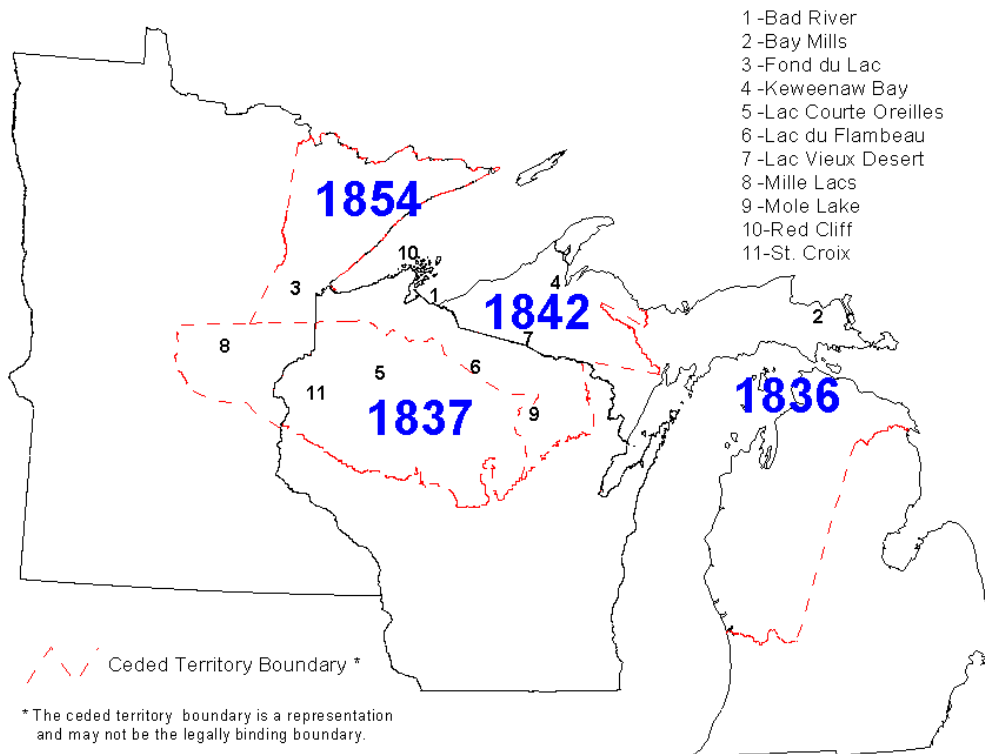 1 -Bad River
2 -Bay Mills
3 -Fond du Lac
4 -Keweenaw Bay
5 -Lac Courte Oreilles
6 -Lac du Flambeau
7 -Lac Vieux Desert
8 -Mille Lacs
9 -Mole Lake
10-Red Cliff
11-St. Croix
1854
10
3
1
4
1842
2
7
8
5
6
11
1837
9
1836
Ceded Territory Boundary *
* The ceded territory boundary is a representation
and may not be the legally binding boundary.